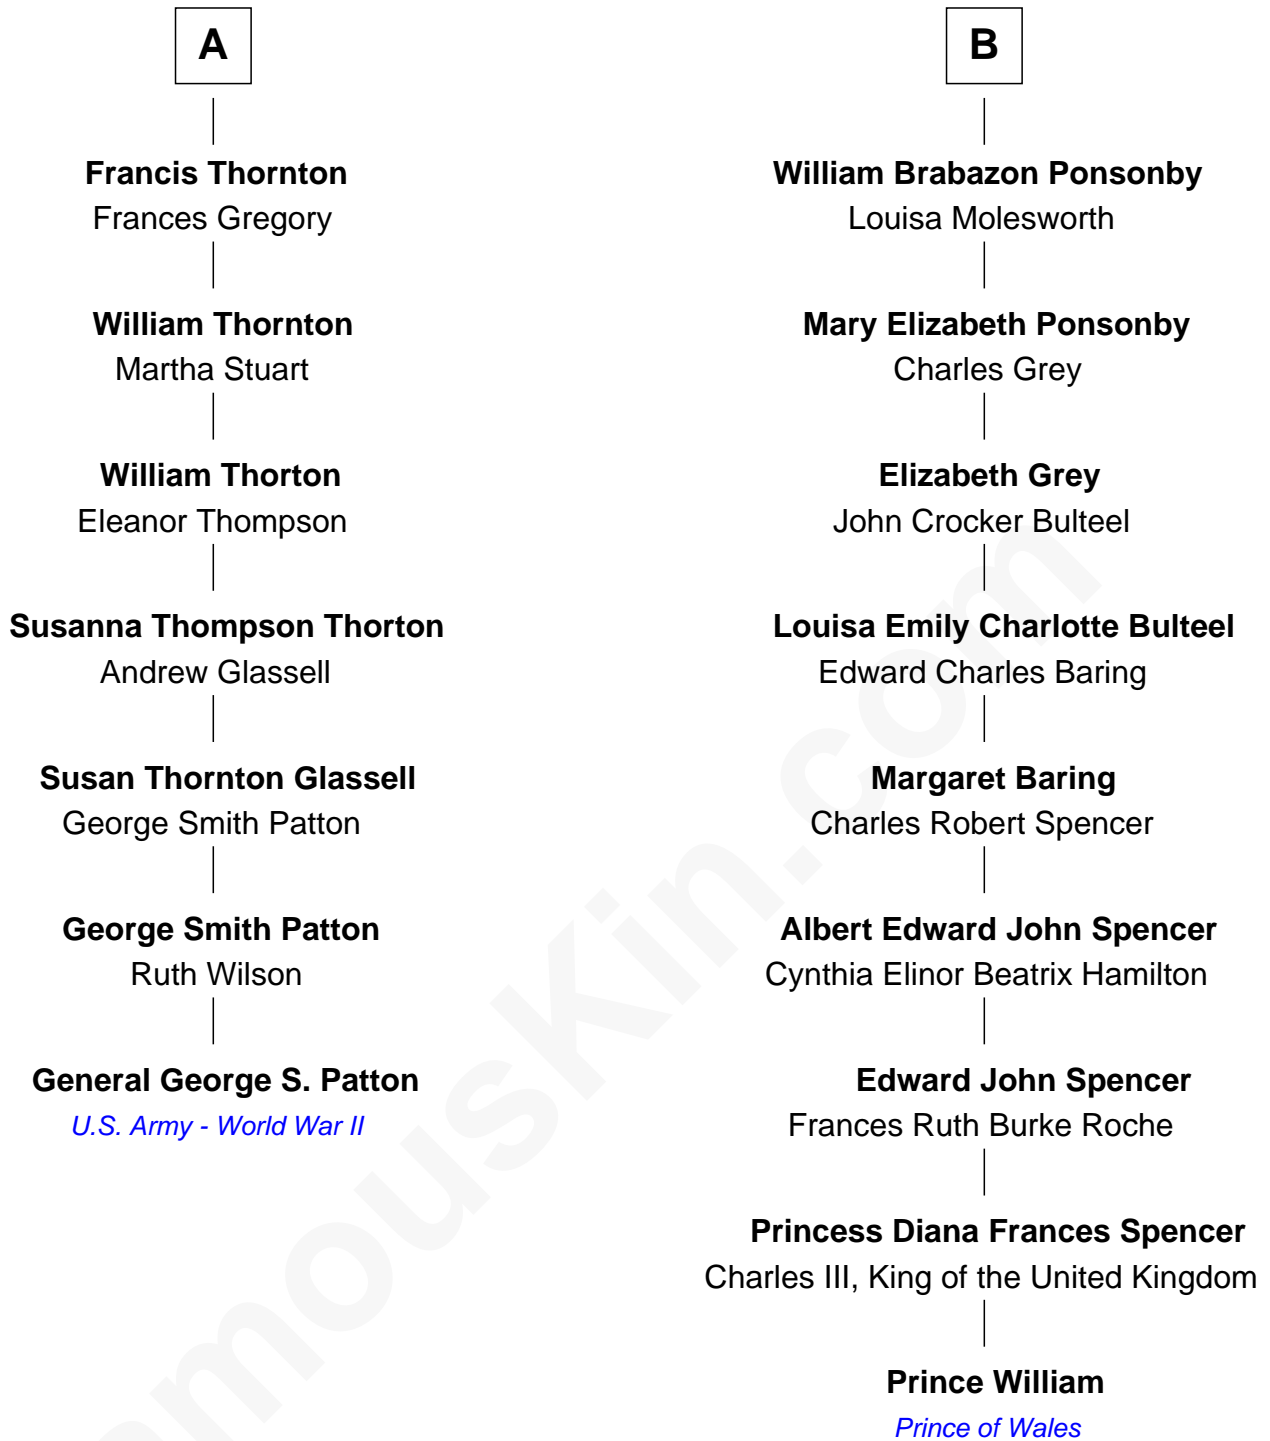 A
Francis Thornton
Frances Gregory
William Thornton
Martha Stuart
William Thorton
Eleanor Thompson
Susanna Thompson Thorton
Andrew Glassell
Susan Thornton Glassell
George Smith Patton
George Smith Patton
Ruth Wilson
General George S. Patton
U.S. Army - World War II
B
William Brabazon Ponsonby
Louisa Molesworth
Mary Elizabeth Ponsonby
Charles Grey
Elizabeth Grey
John Crocker Bulteel
Louisa Emily Charlotte Bulteel
Edward Charles Baring
Margaret Baring
Charles Robert Spencer
Albert Edward John Spencer
Cynthia Elinor Beatrix Hamilton
Edward John Spencer
Frances Ruth Burke Roche
Princess Diana Frances Spencer
Charles III, King of the United Kingdom
Prince William
Prince of Wales
amousKin.com